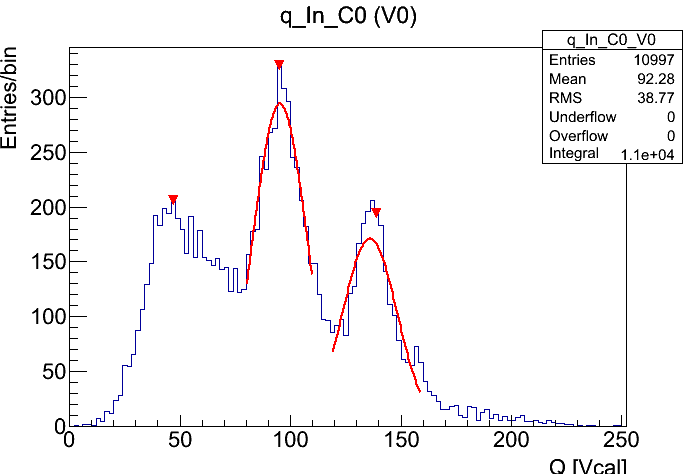 q_In_C0 (V0)
q_In_C0_V0
Entries 10997
Mean 92.28
RMS 38.77
Underflow 0
Overflow 0
Integral 1.1e+04
Entries/bin
300
250
200
150
100
50
0
0 50 100 150 200 250
Q [Vcal]